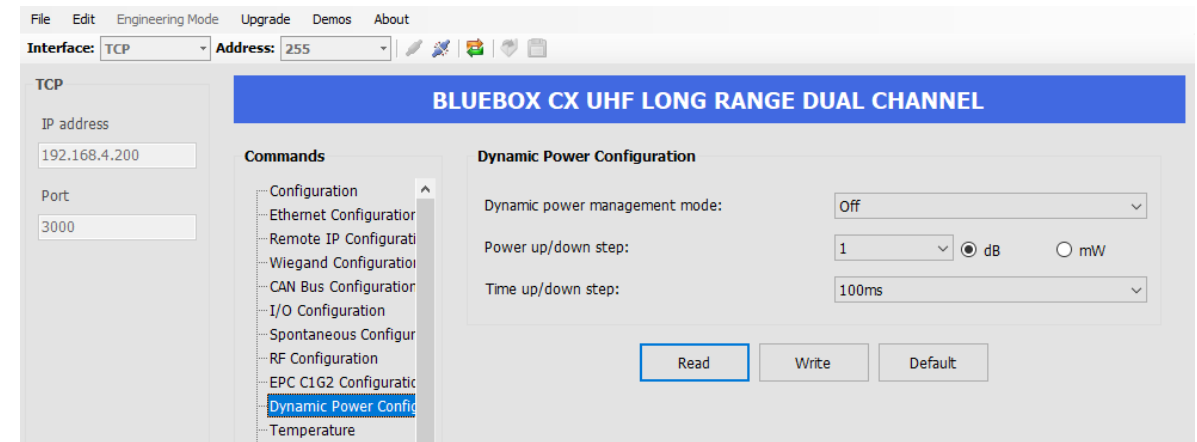 File Edit Engineering Mode Upgrade Demos About
Interface: TCP Address: 255
TCP
IP address
192.168.4.200
Port
3000
BLUEBOX CX UHF LONG RANGE DUAL CHANNEL
Commands
Configuration
Ethernet Configuration
Remote IP Configurati
Wiegand Configuration
CAN Bus Configuration
I/O Configuration
Spontaneous Configur
RF Configuration
EPC C1G2 Configuratic
Dynamic Power Config
Temperature
Dynamic Power Configuration
Dynamic power management mode: Off
Power up/down step: 1 dB mW
Time up/down step: 100ms
Read Write Default